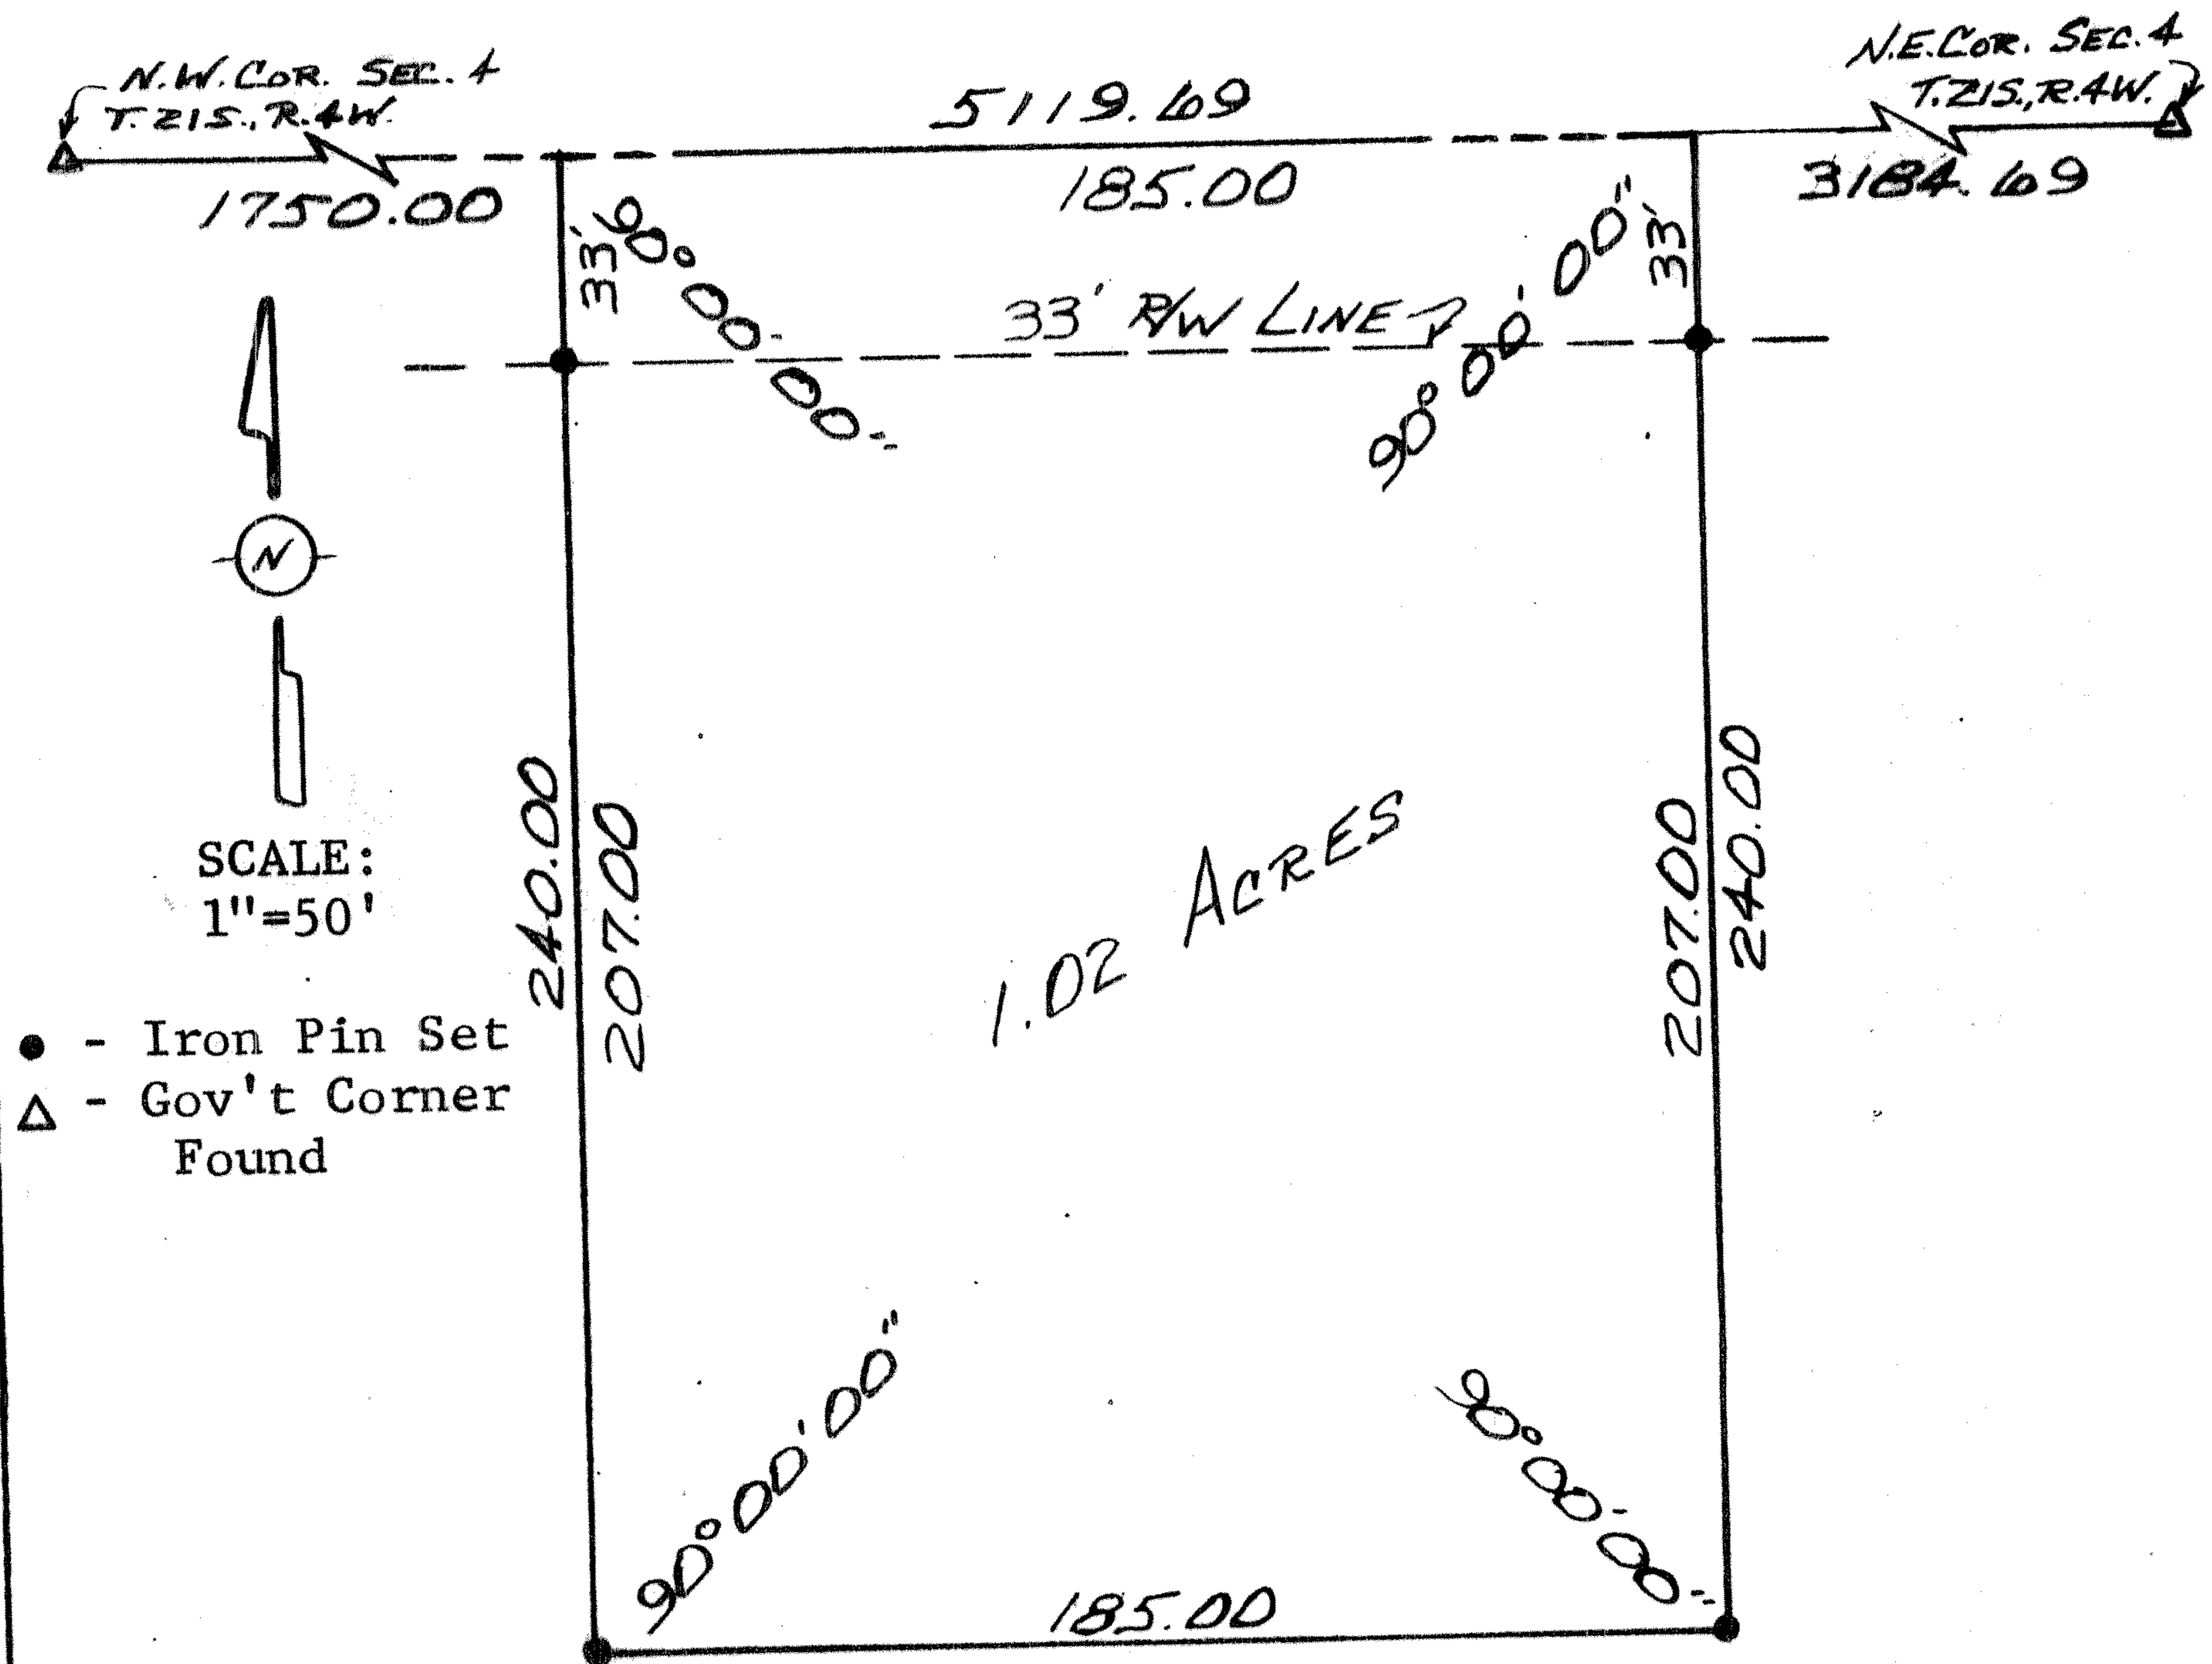 N.W. COR. SEC. 4
T. 21S., R. 4W.
N.E. COR. SEC. 4
T. 21S., R. 4W.
5119.69
1750.00
185.00
3184.69
33'
90° 00' 00"
90° 00' 00"
33'
33' R/W LINE
N
SCALE:
1"=50'
240.00
207.00
1.02 ACRES
207.00
240.00
● - Iron Pin Set
△ - Gov't Corner
Found
90° 00' 00"
90° 00' 00"
185.00